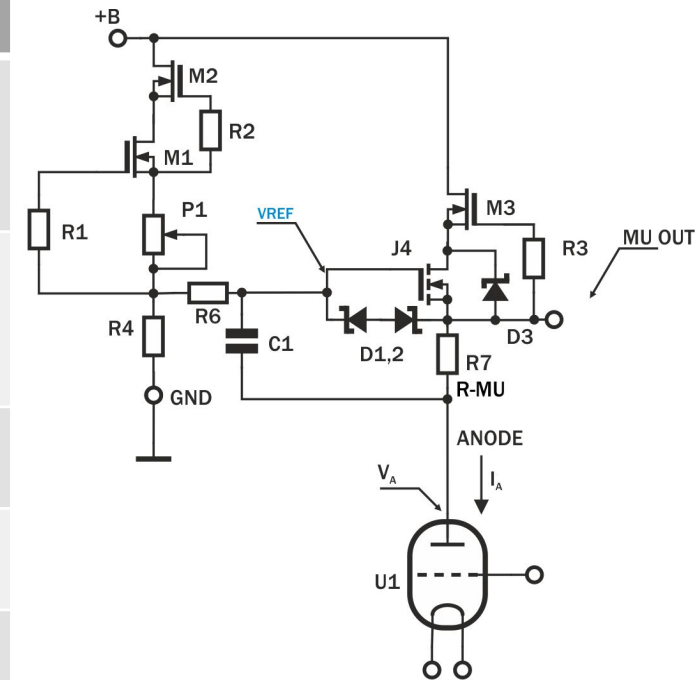 +B
M2
R2
M1
P1
R1
VREF
M3
J4
R3
MU OUT
R6
R4
C1
D1,2
D3
R7
R-MU
GND
ANODE
VA
IA
U1